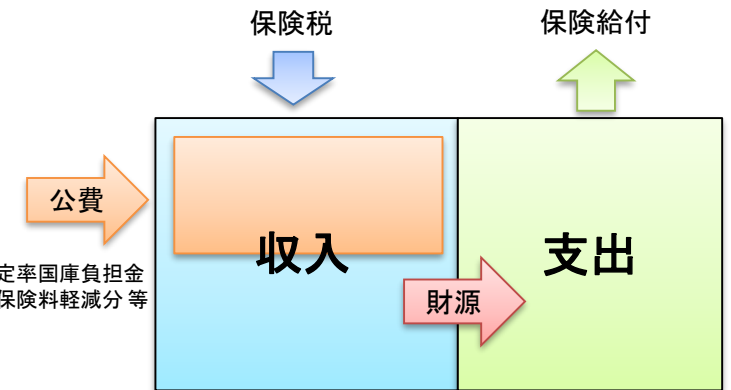 保険税
保険給付
公費
収入
支出
定率国庫負担金
保険料軽減分 等
財源